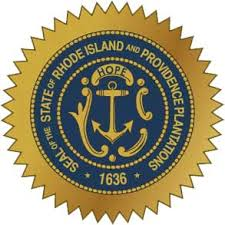 SEAL OF THE STATE OF RHODE ISLAND AND PROVIDENCE PLANTATIONS
HOPE
1636